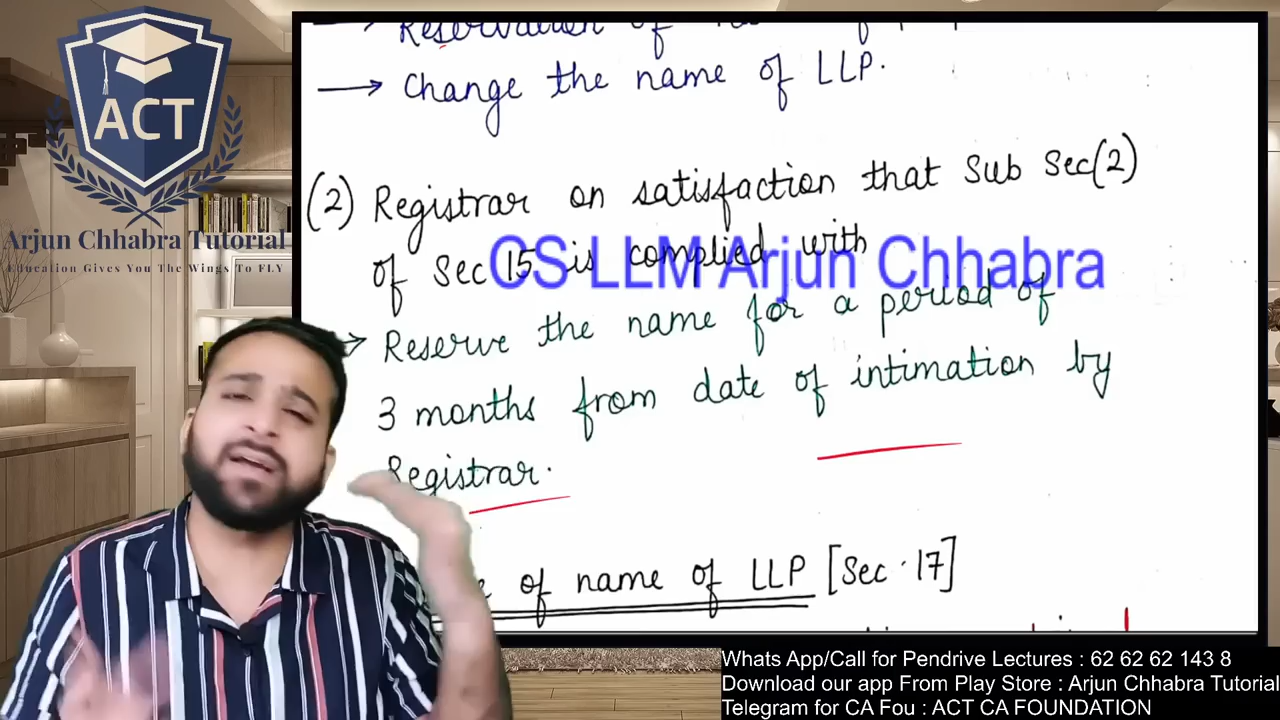 ACT
Arjun Chhabra Tutorial
Education Gives You The Wings To FLY
→ Reservation of
→ Change the name of LLP.
(2) Registrar on satisfaction that Sub Sec(2)
of Sec 15 is complied with
CS LLM Arjun Chhabra
→ Reserve the name for a period of
3 months from date of intimation by
Registrar.
of name of LLP [Sec. 17]
Whats App/Call for Pendrive Lectures : 62 62 62 143 8
Download our app From Play Store : Arjun Chhabra Tutorial
Telegram for CA Fou : ACT CA FOUNDATION